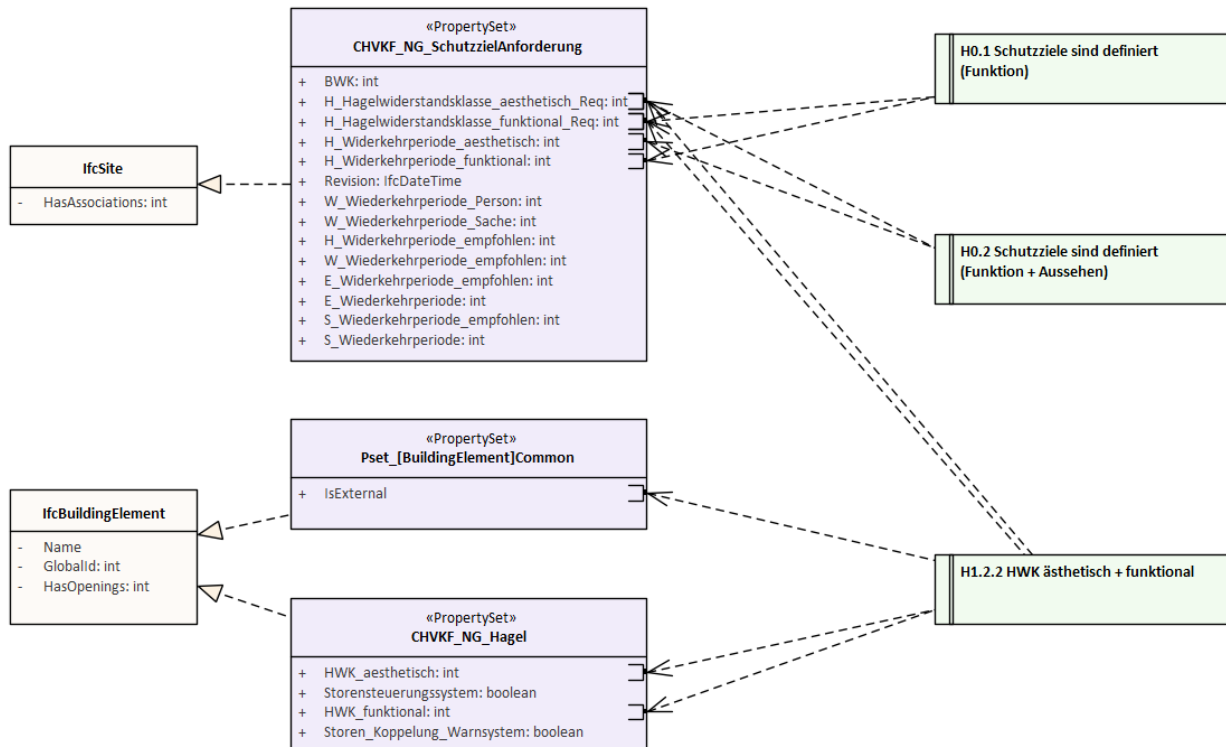 «PropertySet»
CHVKF_NG_SchutzzielAnforderung
+ BWK: int
+ H_Hagelwiderstandsklasse_aesthetisch_Req: int
+ H_Hagelwiderstandsklasse_funktional_Req: int
+ H_Widerkehrperiode_aesthetisch: int
+ H_Widerkehrperiode_funktional: int
+ Revision: IfcDateTime
+ W_Wiederkehrperiode_Person: int
+ W_Wiederkehrperiode_Sache: int
+ H_Widerkehrperiode_empfohlen: int
+ W_Wiederkehrperiode_empfohlen: int
+ E_Widerkehrperiode_empfohlen: int
+ E_Wiederkehrperiode: int
+ S_Wiederkehrperiode_empfohlen: int
+ S_Wiederkehrperiode: int
IfcSite
- HasAssociations: int
H0.1 Schutzziele sind definiert
(Funktion)
H0.2 Schutzziele sind definiert
(Funktion + Aussehen)
«PropertySet»
Pset_[BuildingElement]Common
+ IsExternal
IfcBuildingElement
- Name
- GlobalId: int
- HasOpenings: int
H1.2.2 HWK ästhetisch + funktional
«PropertySet»
CHVKF_NG_Hagel
+ HWK_aesthetisch: int
+ Storensteuerungssystem: boolean
+ HWK_funktional: int
+ Storen_Koppelung_Warnsystem: boolean